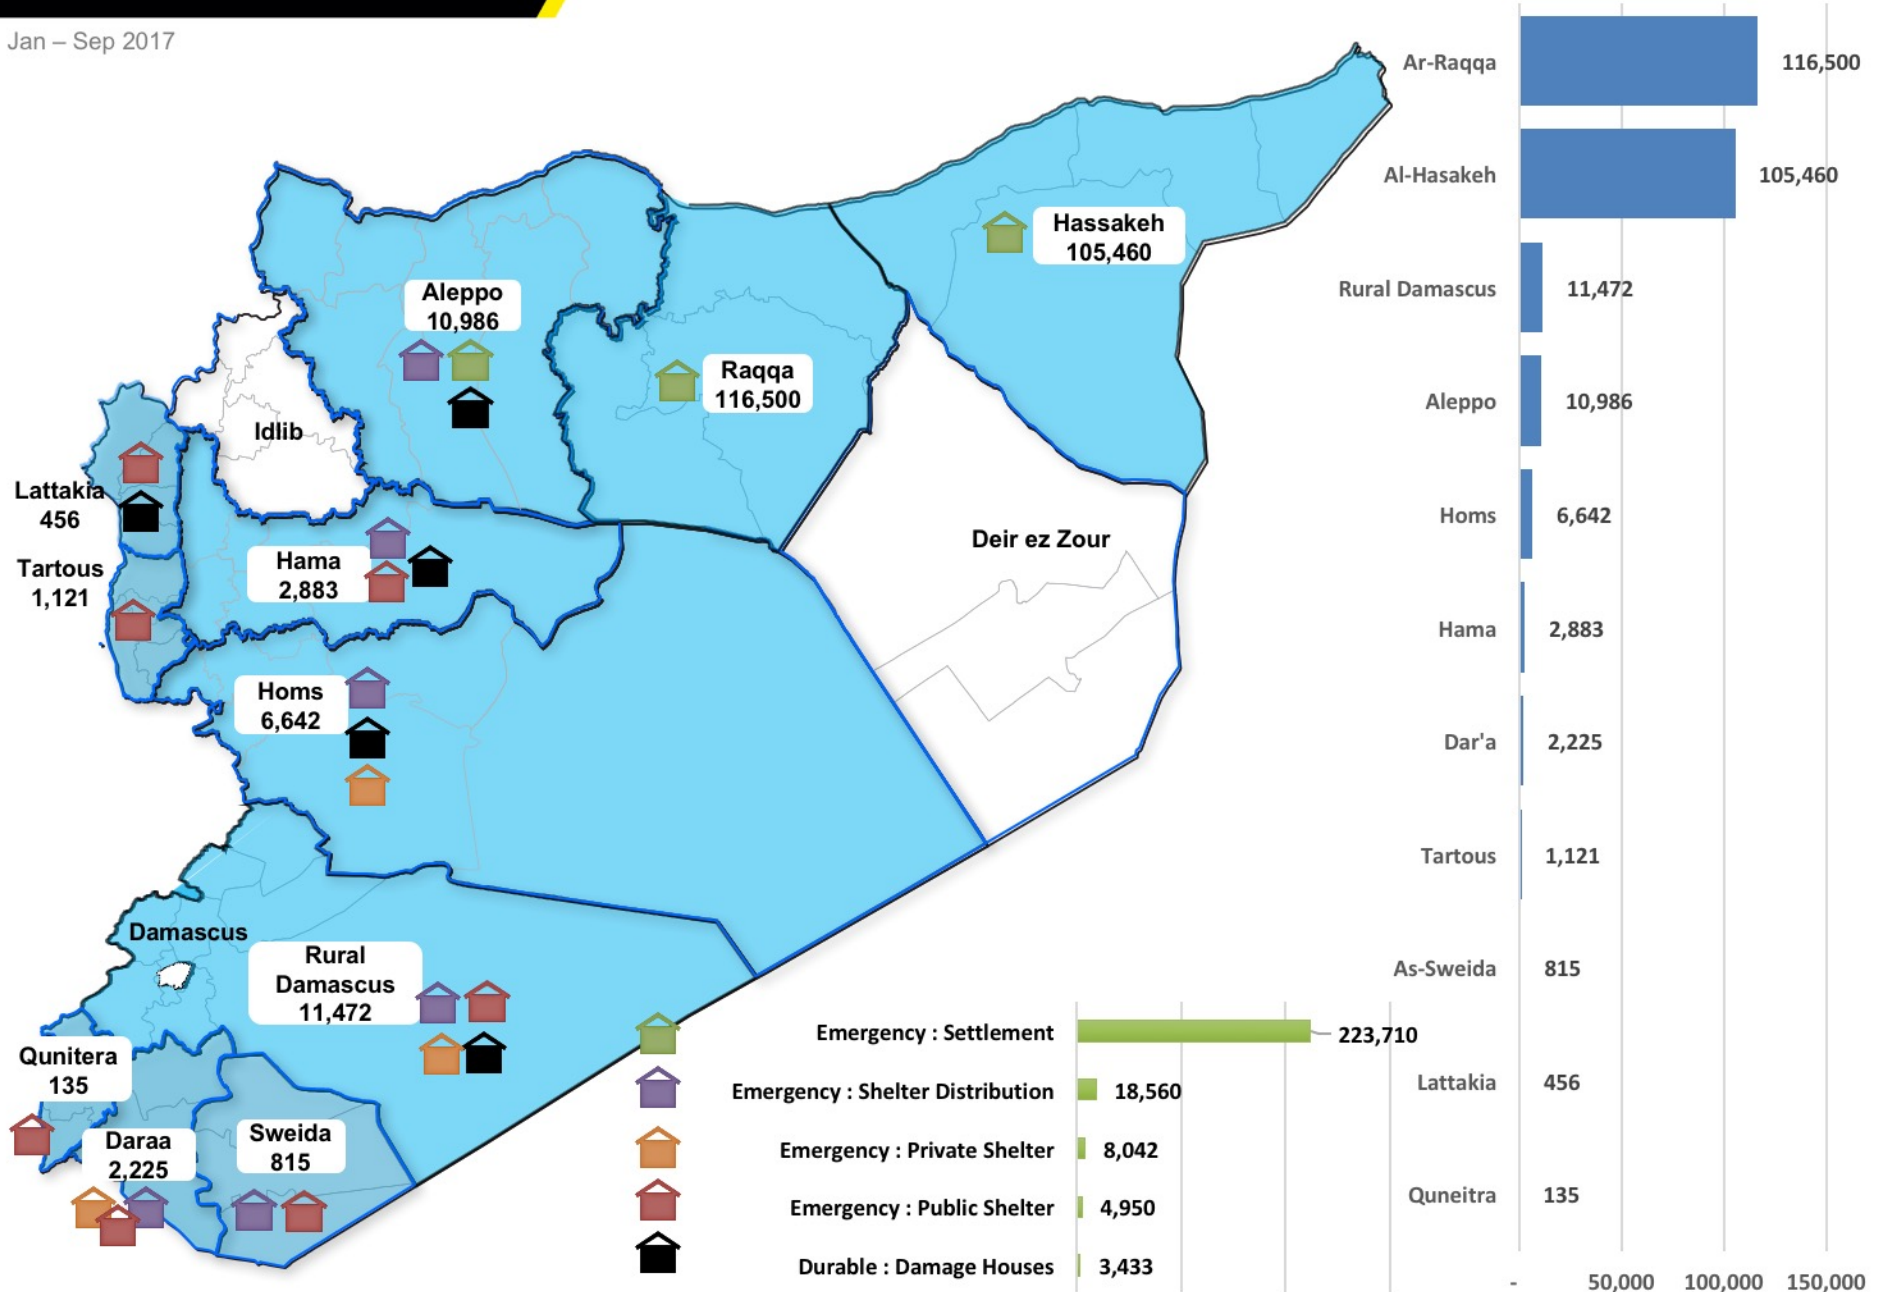 Jan – Sep 2017
Hassakeh
105,460
Aleppo
10,986
Raqqa
116,500
Idlib
Lattakia
456
Deir ez Zour
Hama
2,883
Tartous
1,121
Homs
6,642
Damascus
Rural
Damascus
11,472
Qunitera
135
Daraa
2,225
Sweida
815
Emergency : Settlement 223,710
Emergency : Shelter Distribution 18,560
Emergency : Private Shelter 8,042
Emergency : Public Shelter 4,950
Durable : Damage Houses 3,433
Ar-Raqqa 116,500
Al-Hasakeh 105,460
Rural Damascus 11,472
Aleppo 10,986
Homs 6,642
Hama 2,883
Dar'a 2,225
Tartous 1,121
As-Sweida 815
Lattakia 456
Quneitra 135
- 50,000 100,000 150,000